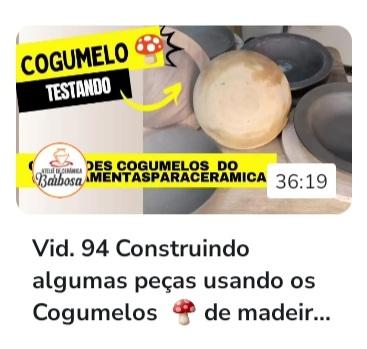 COGUMELO 🍄
TESTANDO
ATELIÊ DE CERÂMICA
Barbosa
DES COGUMELOS DO
AMENTASPARACERAMICA
36:19
Vid. 94 Construindo
algumas peças usando os
Cogumelos 🍄 de madeir...